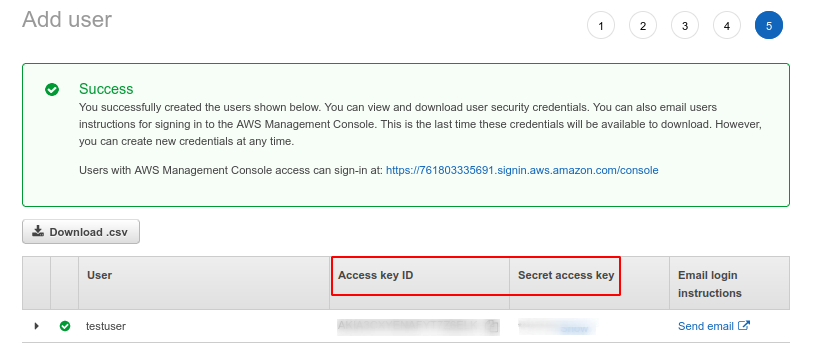 Add user
1 2 3 4 5
Success
You successfully created the users shown below. You can view and download user security credentials. You can also email users
instructions for signing in to the AWS Management Console. This is the last time these credentials will be available to download. However,
you can create new credentials at any time.
Users with AWS Management Console access can sign-in at: https://761803335691.signin.aws.amazon.com/console
Download .csv
User Access key ID Secret access key Email login
instructions
testuser Send email